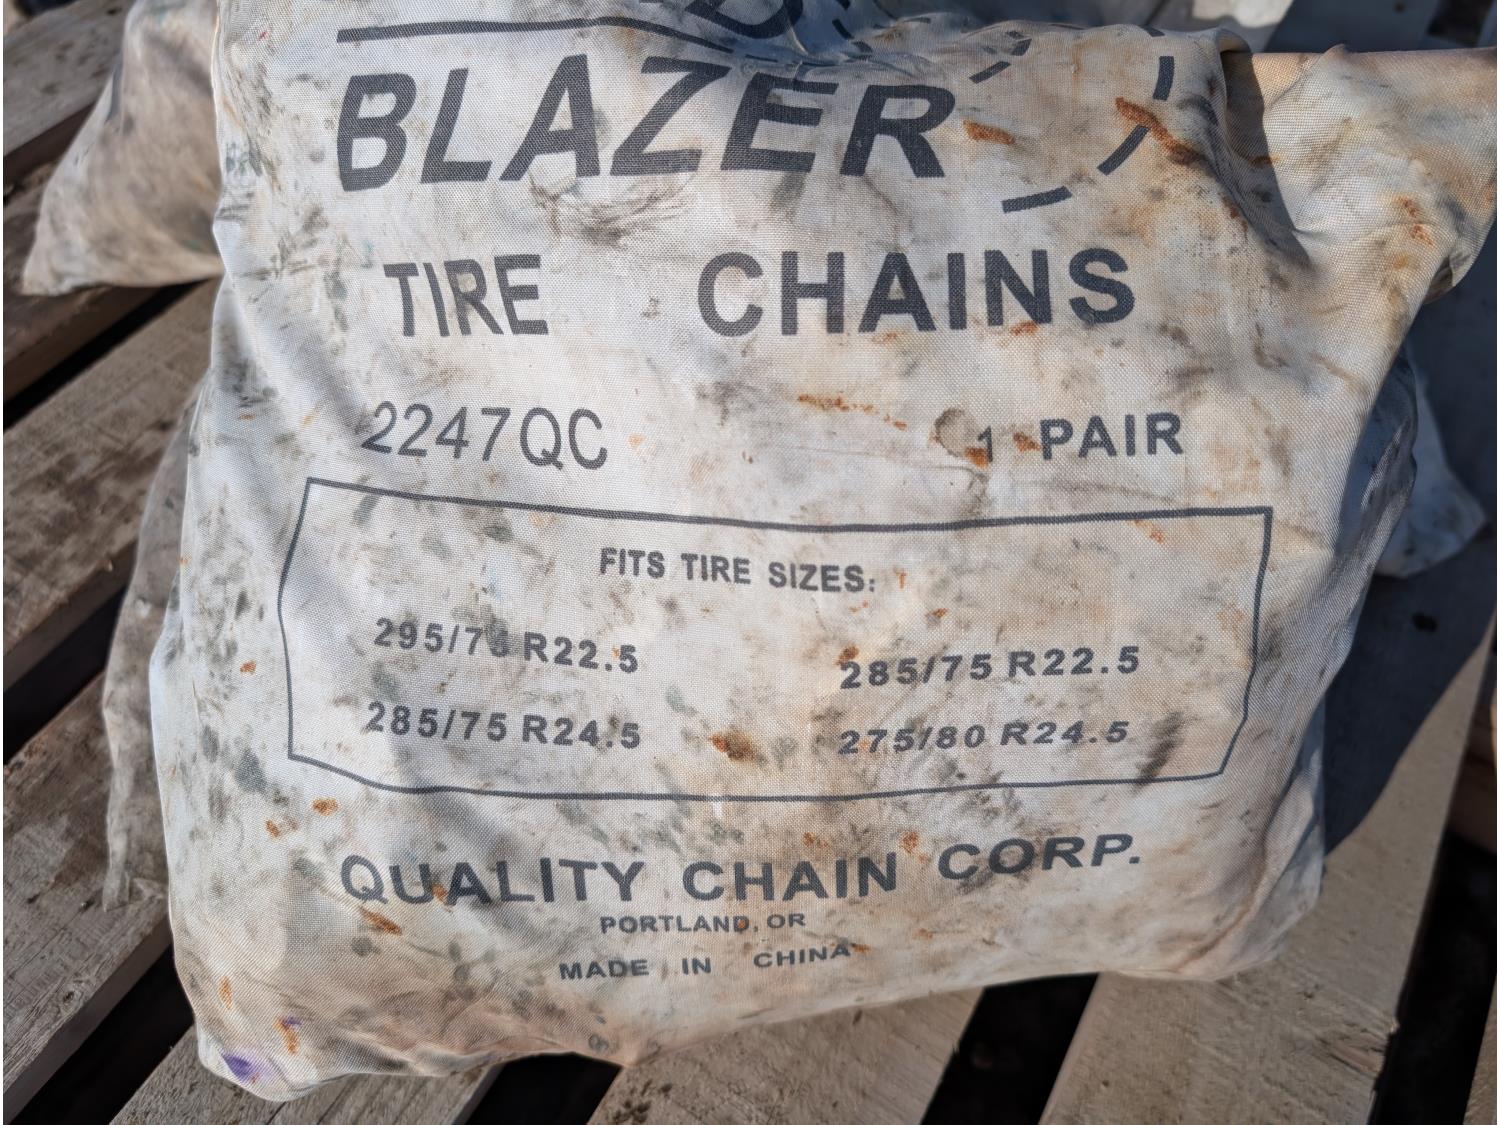 BLAZER
TIRE CHAINS
2247QC 1 PAIR
FITS TIRE SIZES:
295/75 R22.5 285/75 R22.5
285/75 R24.5 275/80 R24.5
QUALITY CHAIN CORP.
PORTLAND, OR
MADE IN CHINA